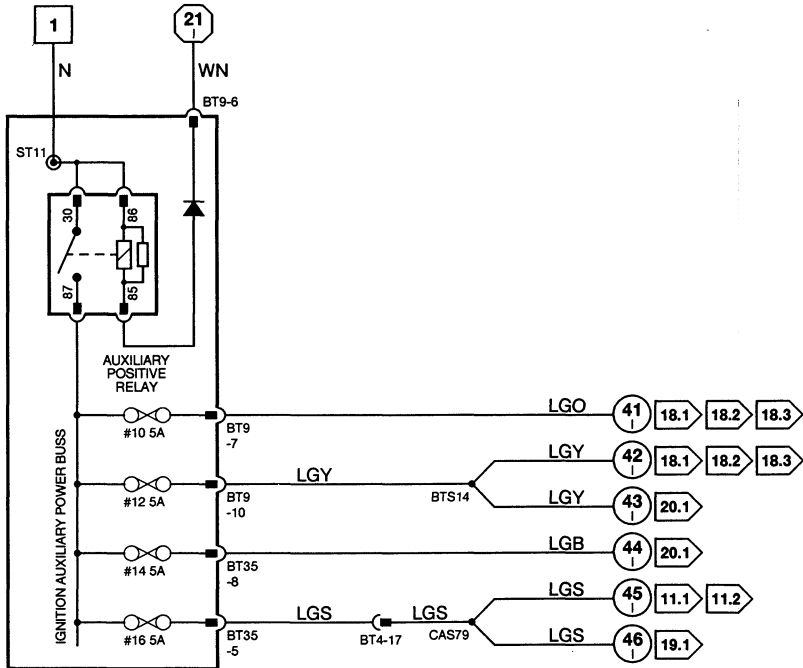 1
21
I
N
WN
BT9-6
ST11
30
86
87
85
AUXILIARY
POSITIVE
RELAY
IGNITION AUXILIARY POWER BUSS
#10 5A
BT9
-7
LGO
41
I
18.1
18.2
18.3
#12 5A
BT9
-10
LGY
BTS14
LGY
42
I
18.1
18.2
18.3
LGY
43
I
20.1
#14 5A
BT35
-8
LGB
44
I
20.1
#16 5A
BT35
-5
LGS
BT4-17
LGS
CAS79
LGS
45
I
11.1
11.2
LGS
46
I
19.1